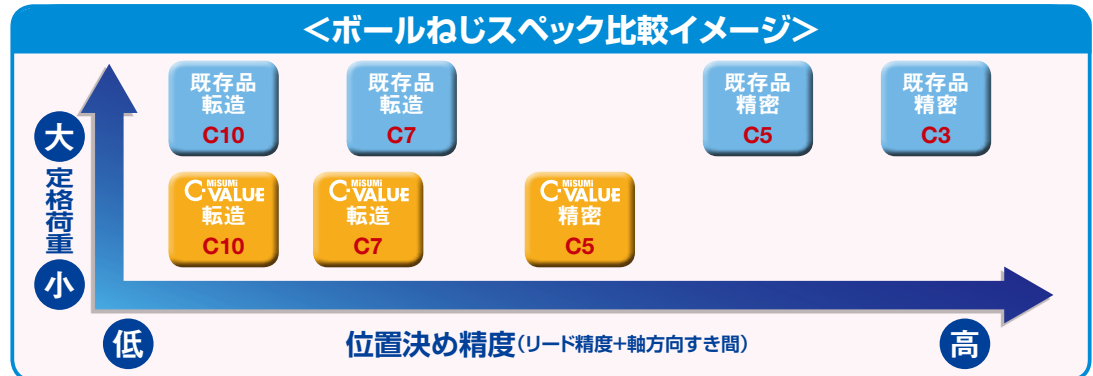 <ボールねじスペック比較イメージ>
既存品
転造
C10
既存品
転造
C7
既存品
精密
C5
既存品
精密
C3
大
定格荷重
小
MiSUMi
C・VALUE
転造
C10
MiSUMi
C・VALUE
転造
C7
MiSUMi
C・VALUE
精密
C5
低
位置決め精度(リード精度+軸方向すき間)
高